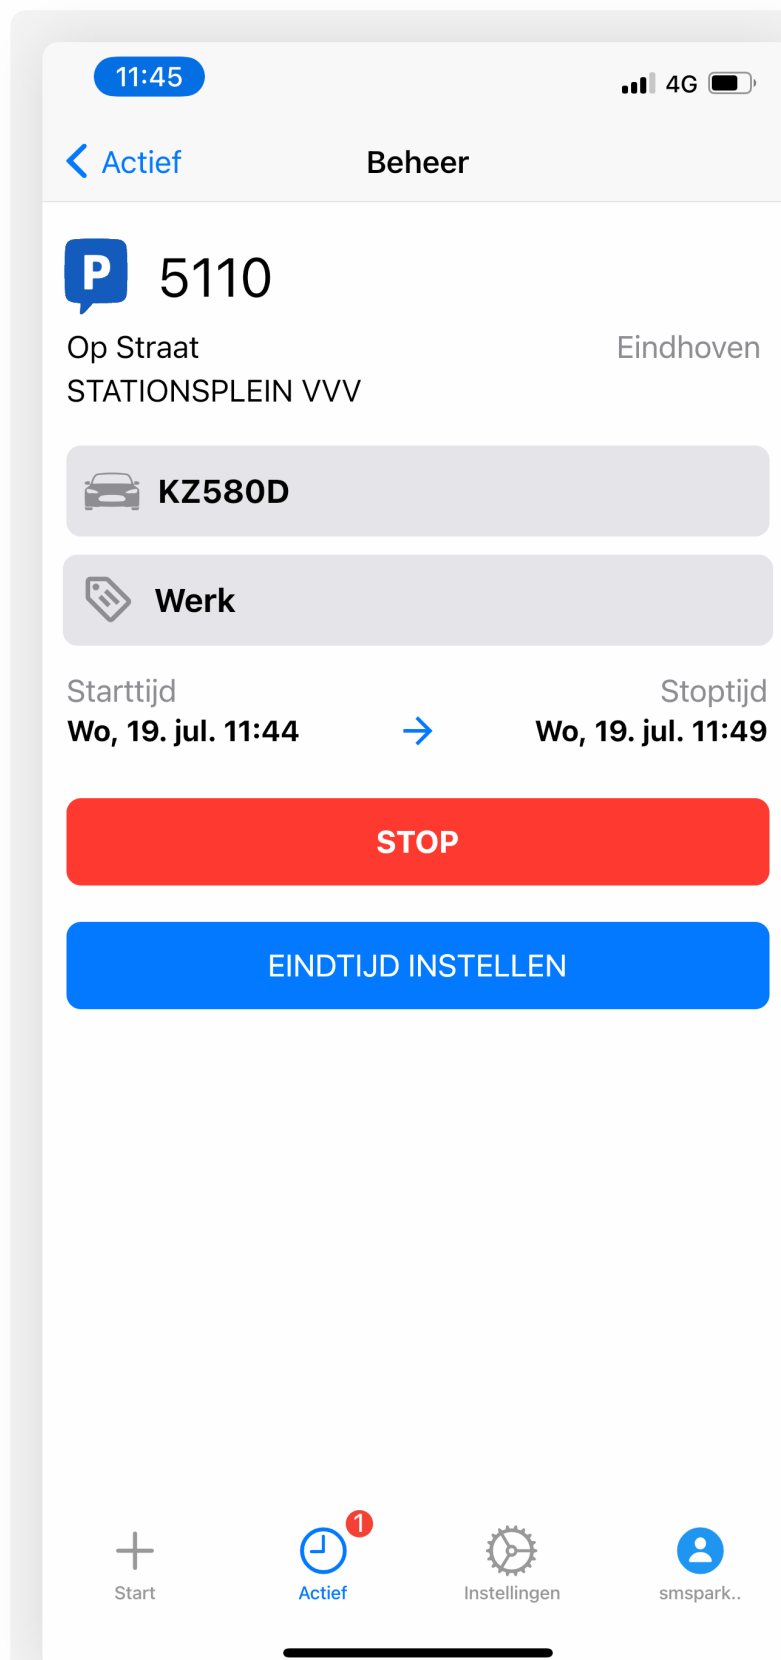 11:45
4G
Actief
Beheer
P 5110
Op Straat
Eindhoven
STATIONSPLEIN VVV
KZ580D
Werk
Starttijd
Stoptijd
Wo, 19. jul. 11:44
Wo, 19. jul. 11:49
STOP
EINDTIJD INSTELLEN
1
Start
Actief
Instellingen
smspark..